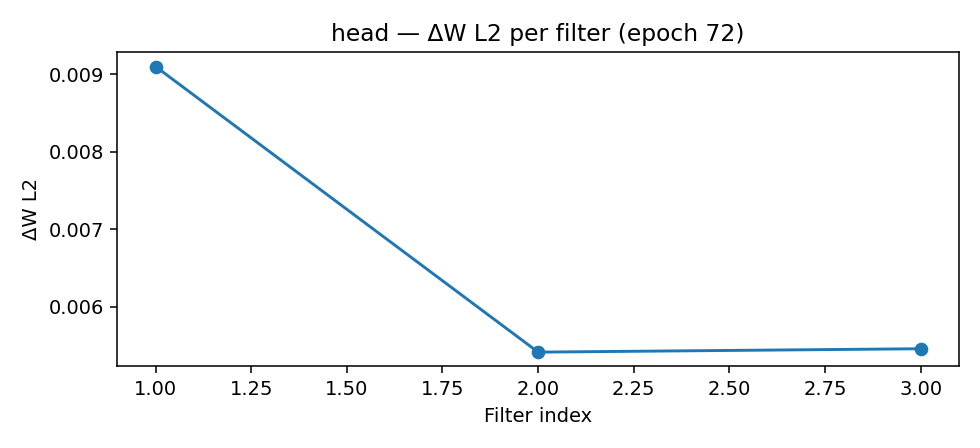 head — ΔW L2 per filter (epoch 72)
0.009
0.008
0.007
0.006
ΔW L2
1.00 1.25 1.50 1.75 2.00 2.25 2.50 2.75 3.00
Filter index